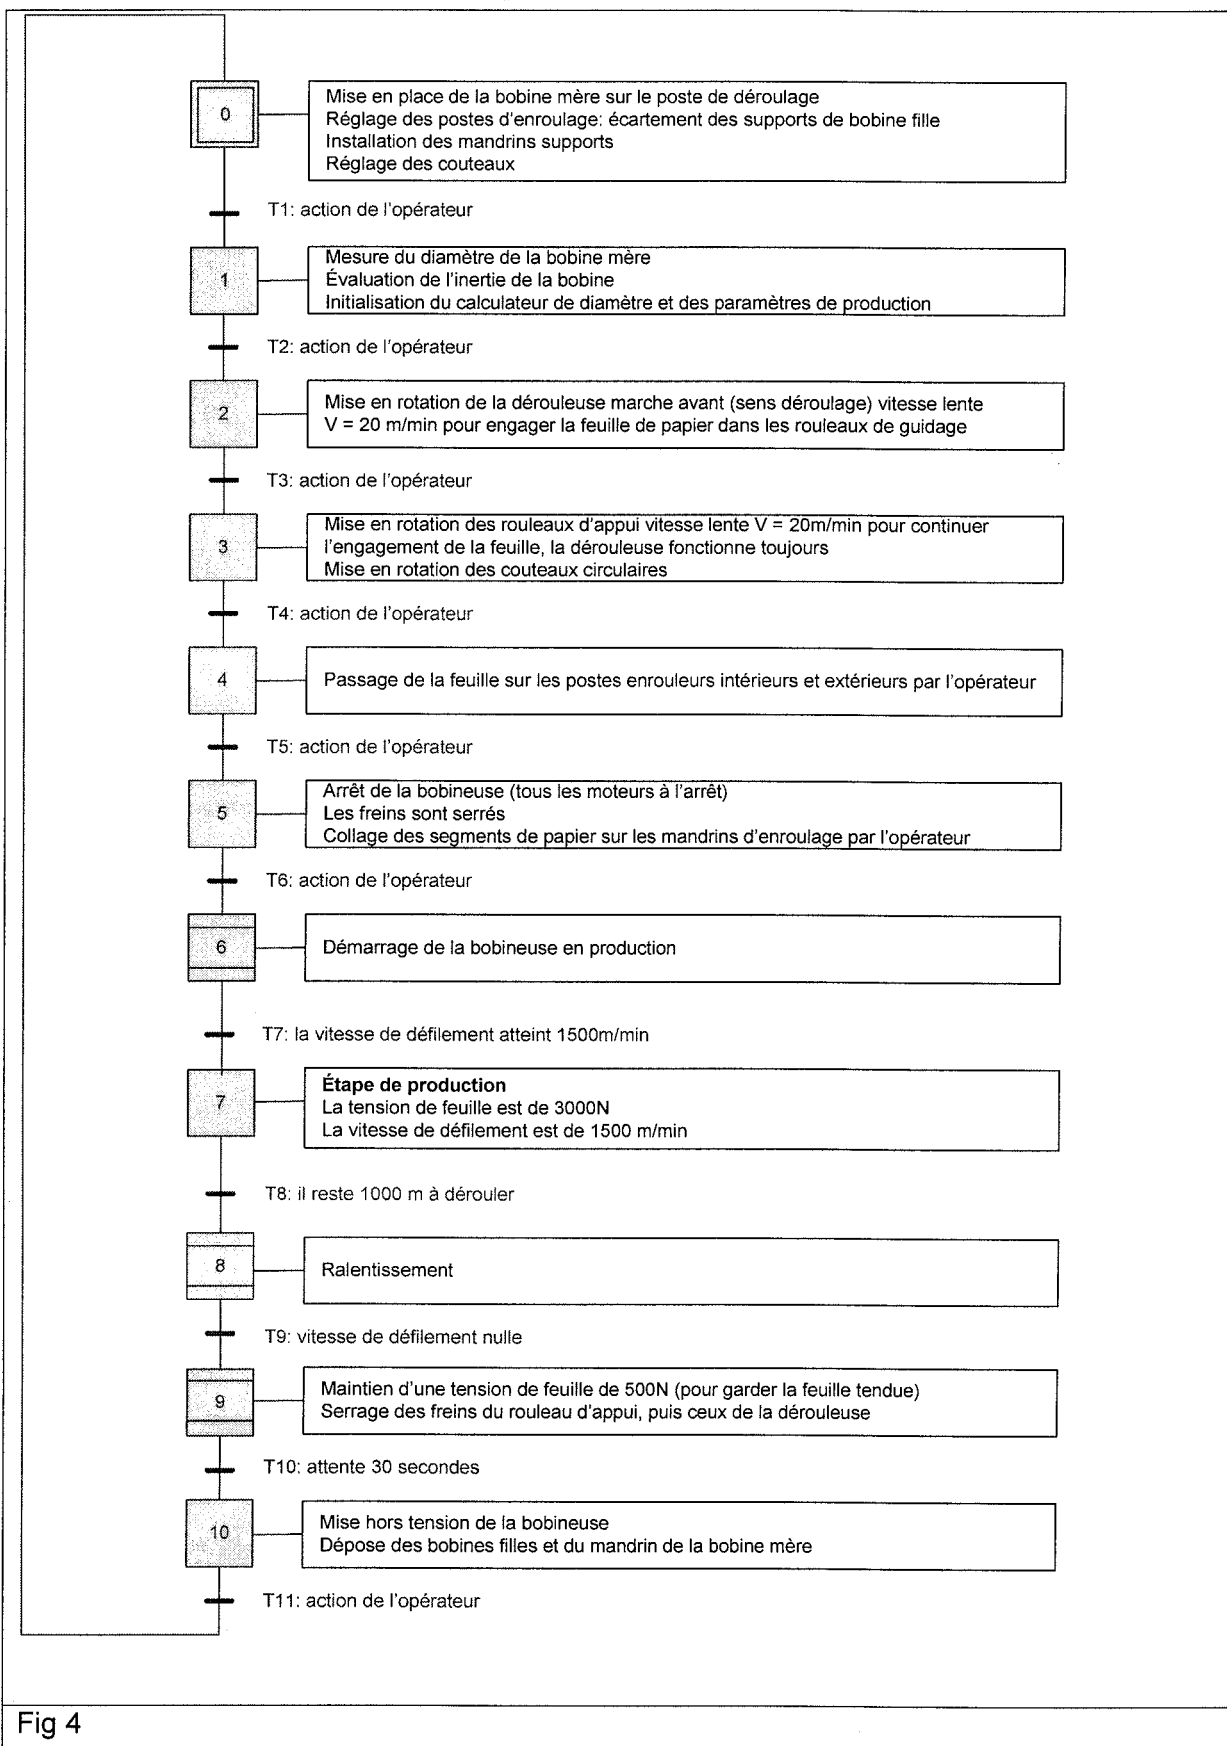 0
Mise en place de la bobine mère sur le poste de déroulage
Réglage des postes d'enroulage: écartement des supports de bobine fille
Installation des mandrins supports
Réglage des couteaux
T1: action de l'opérateur
1
Mesure du diamètre de la bobine mère
Évaluation de l'inertie de la bobine
Initialisation du calculateur de diamètre et des paramètres de production
T2: action de l'opérateur
2
Mise en rotation de la dérouleuse marche avant (sens déroulage) vitesse lente
V = 20 m/min pour engager la feuille de papier dans les rouleaux de guidage
T3: action de l'opérateur
3
Mise en rotation des rouleaux d'appui vitesse lente V = 20m/min pour continuer
l'engagement de la feuille, la dérouleuse fonctionne toujours
Mise en rotation des couteaux circulaires
T4: action de l'opérateur
4
Passage de la feuille sur les postes enrouleurs intérieurs et extérieurs par l'opérateur
T5: action de l'opérateur
5
Arrêt de la bobineuse (tous les moteurs à l'arrêt)
Les freins sont serrés
Collage des segments de papier sur les mandrins d'enroulage par l'opérateur
T6: action de l'opérateur
6
Démarrage de la bobineuse en production
T7: la vitesse de défilement atteint 1500m/min
7
Étape de production
La tension de feuille est de 3000N
La vitesse de défilement est de 1500 m/min
T8: il reste 1000 m à dérouler
8
Ralentissement
T9: vitesse de défilement nulle
9
Maintien d'une tension de feuille de 500N (pour garder la feuille tendue)
Serrage des freins du rouleau d'appui, puis ceux de la dérouleuse
T10: attente 30 secondes
10
Mise hors tension de la bobineuse
Dépose des bobines filles et du mandrin de la bobine mère
T11: action de l'opérateur
Fig 4